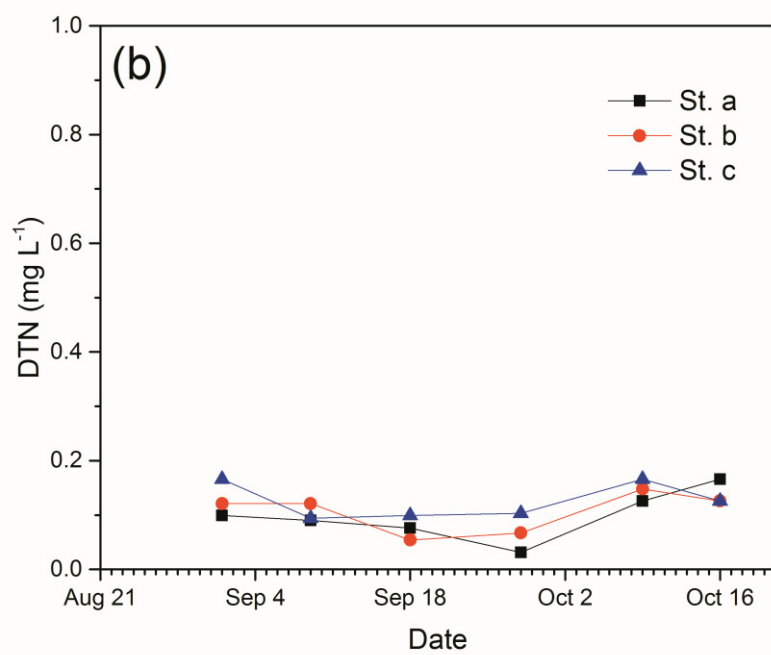 (b)
St. a
St. b
St. c
1.0
0.8
0.6
0.4
0.2
0.0
DTN (mg L⁻¹)
Aug 21 Sep 4 Sep 18 Oct 2 Oct 16
Date